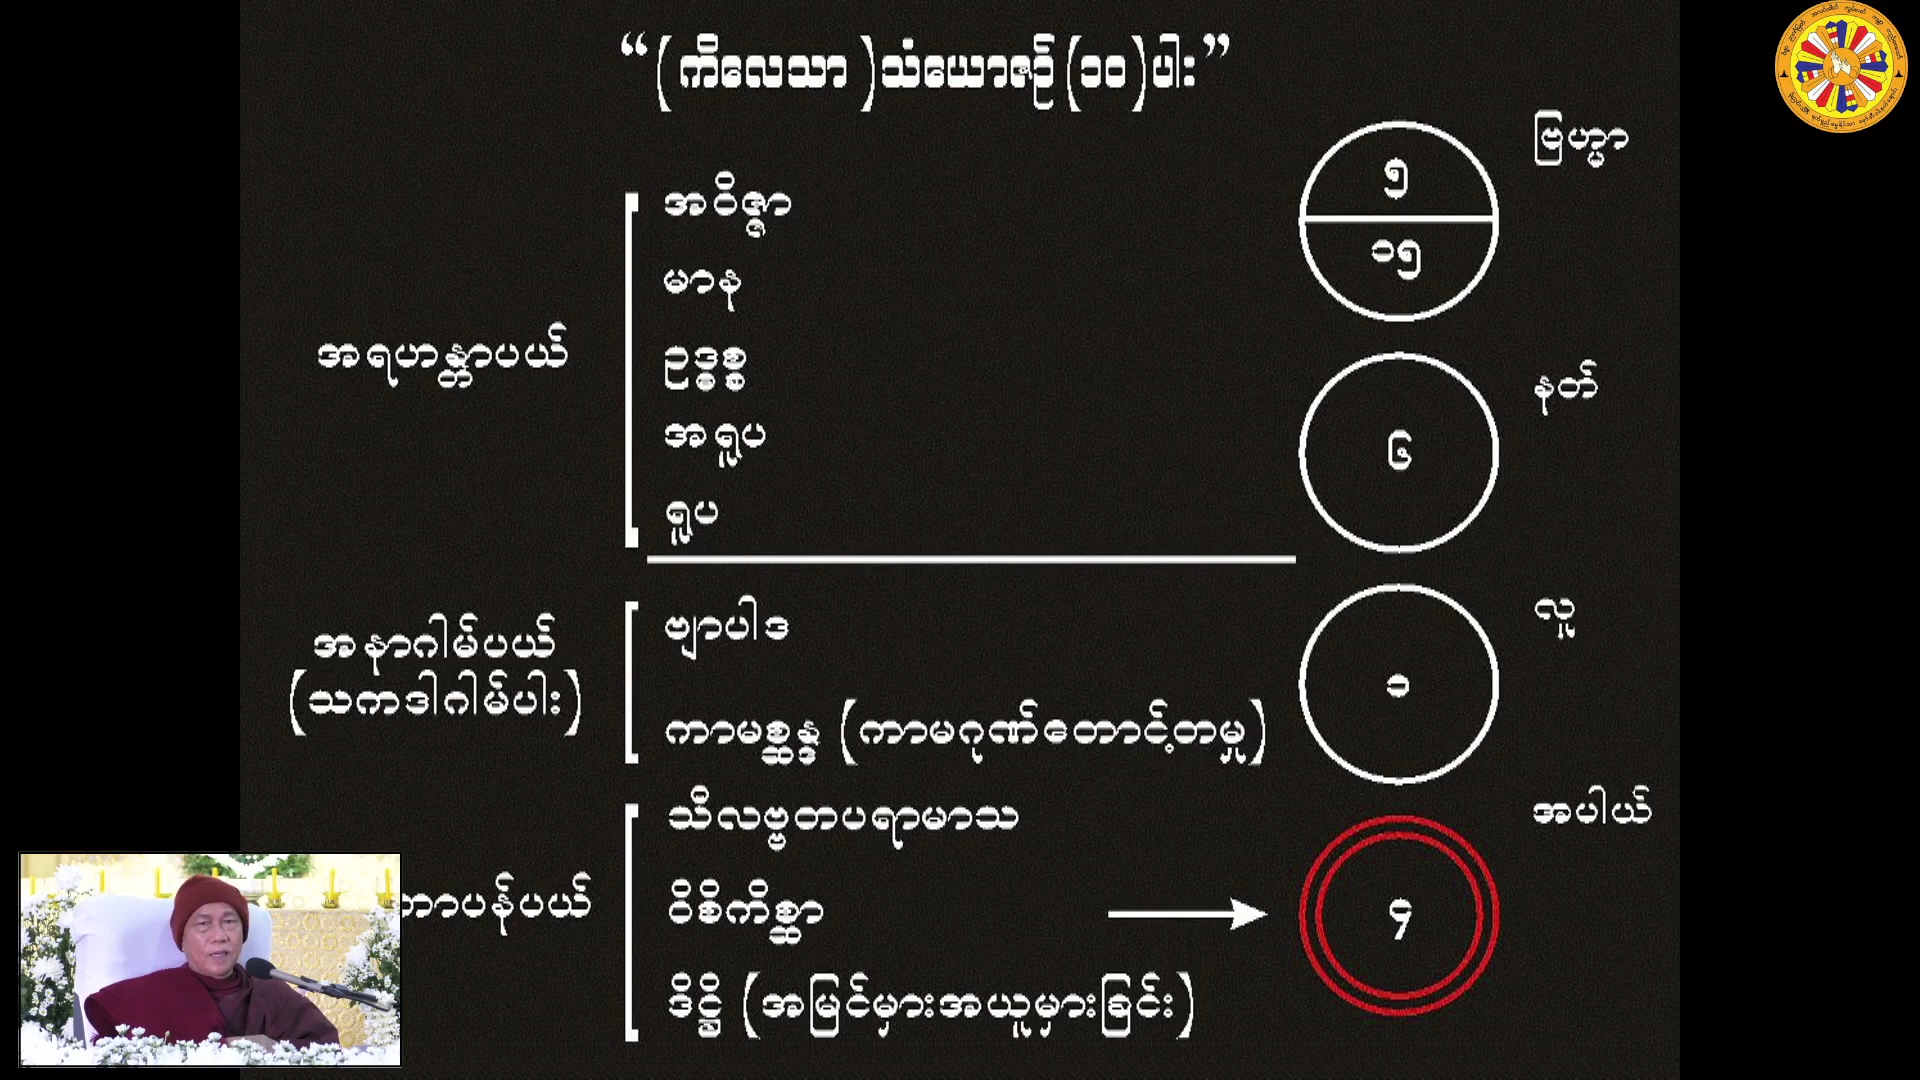 “(ကိလေသာ)သံယောဇဉ်(၁၀)ပါး”
အရဟန္တာပယ်
အဝိဇ္ဇာ
မာန
ဥဒ္ဓစ္စ
အရူပ
ရူပ
အနာဂါမ်ပယ်
(သကဒါဂါမ်ပါး)
ဗျာပါဒ
ကာမစ္ဆန္ဒ (ကာမဂုဏ်တောင့်တမှု)
တာပန်ပယ်
သီလဗ္ဗတပရာမာသ
ဝိစိကိစ္ဆာ
ဒိဋ္ဌိ (အမြင်မှားအယူမှားခြင်း)
ဗြဟ္မာ
၅
၁၅
နတ်
၆
လူ
၁
အပါယ်
၄